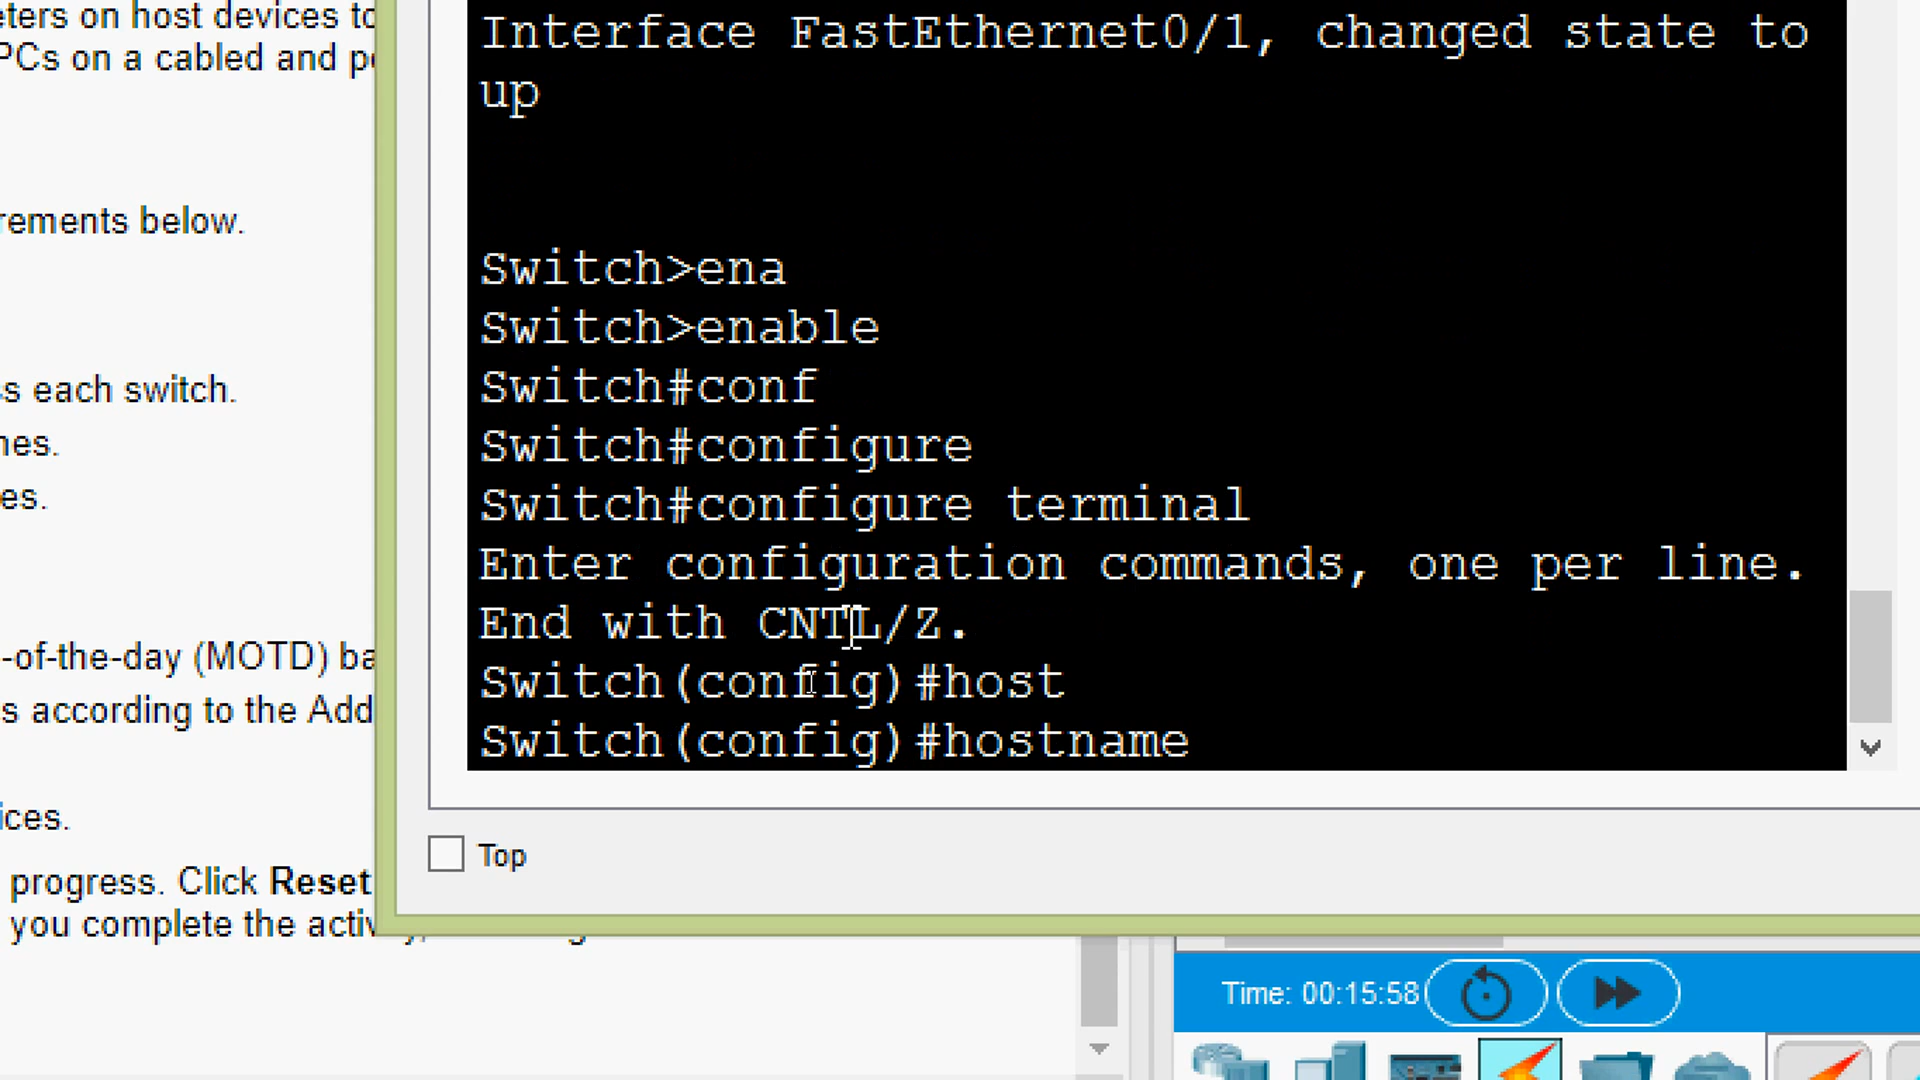 eters on host devices to
PCs on a cabled and p
rements below.
s each switch.
nes.
es.
-of-the-day (MOTD) ba
s according to the Add
ices.
progress. Click Reset
you complete the activ
Interface FastEthernet0/1, changed state to
up
Switch>ena
Switch>enable
Switch#conf
Switch#configure
Switch#configure terminal
Enter configuration commands, one per line.
End with CNTL/Z.
Switch(config)#host
Switch(config)#hostname
Top
Time: 00:15:58